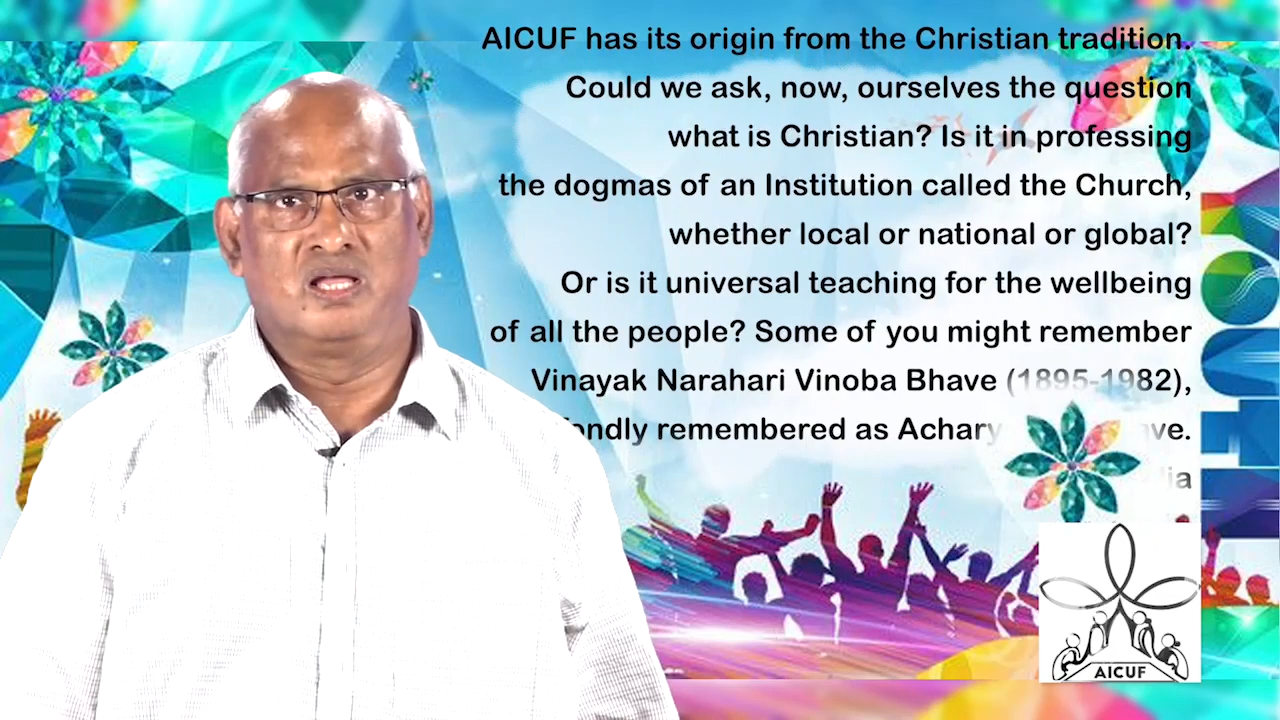 AICUF has its origin from the Christian tradition.
Could we ask, now, ourselves the question
what is Christian? Is it in professing
the dogmas of an Institution called the Church,
whether local or national or global?
Or is it universal teaching for the wellbeing
of all the people? Some of you might remember
Vinayak Narahari Vinoba Bhave (1895-1982),
fondly remembered as
YOUTH
AICUF